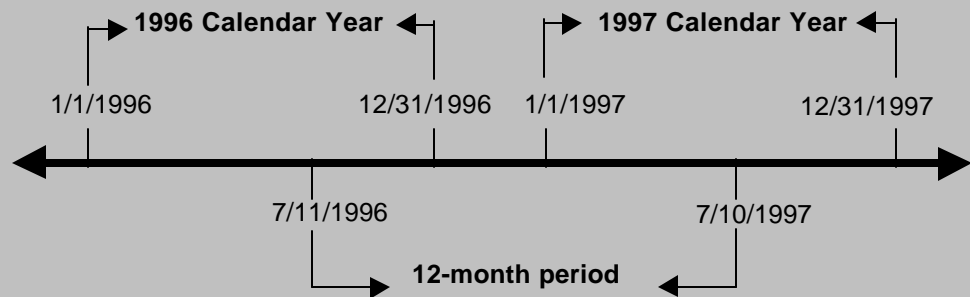 1996 Calendar Year 1997 Calendar Year
1/1/1996 12/31/1996 1/1/1997 12/31/1997
7/11/1996 7/10/1997
12-month period